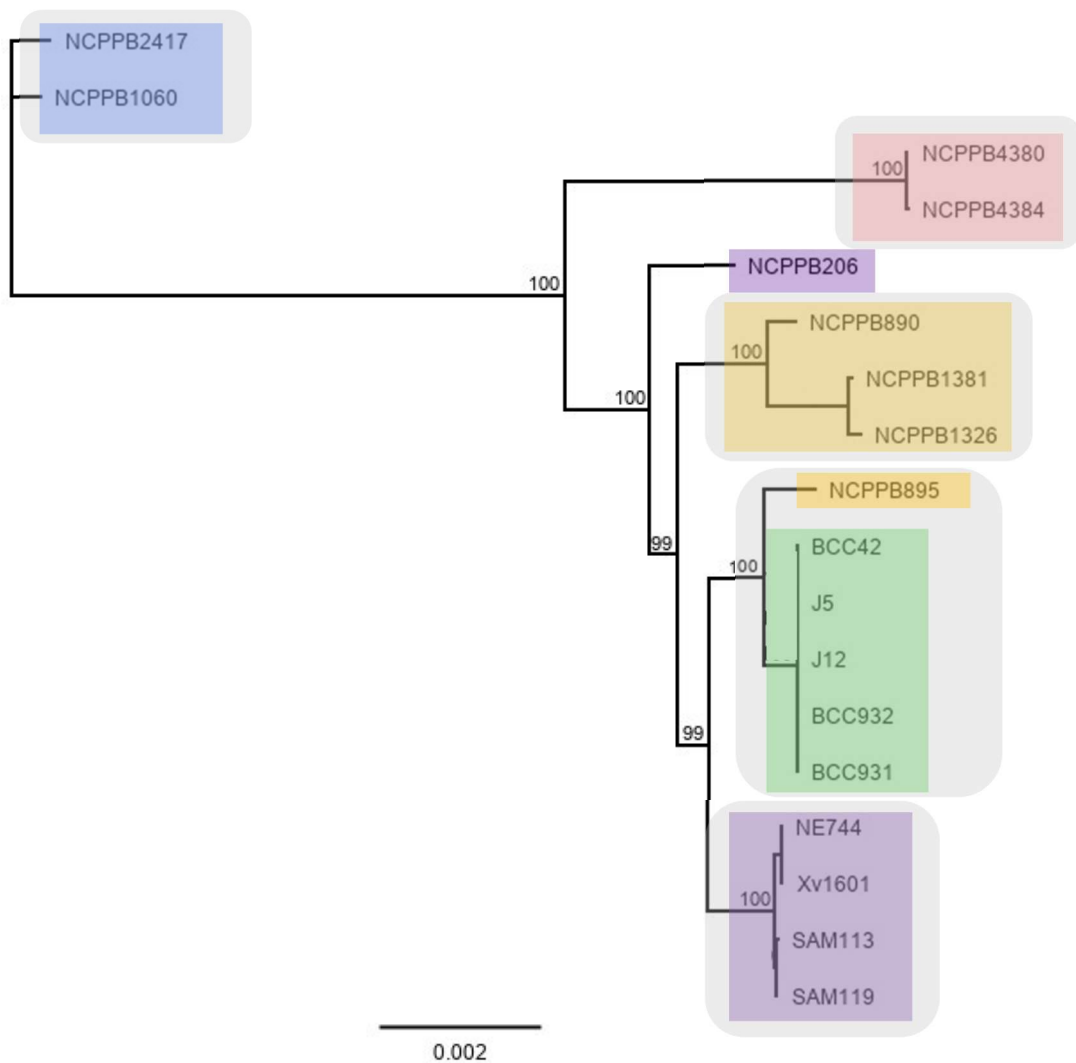 NCPPB2417
NCPPB1060
NCPPB4380
100
NCPPB4384
NCPPB206
100
NCPPB890
100
NCPPB1381
100
NCPPB1326
NCPPB895
99
BCC42
100
J5
J12
BCC932
99
BCC931
NE744
Xv1601
100
SAM113
SAM119
0.002